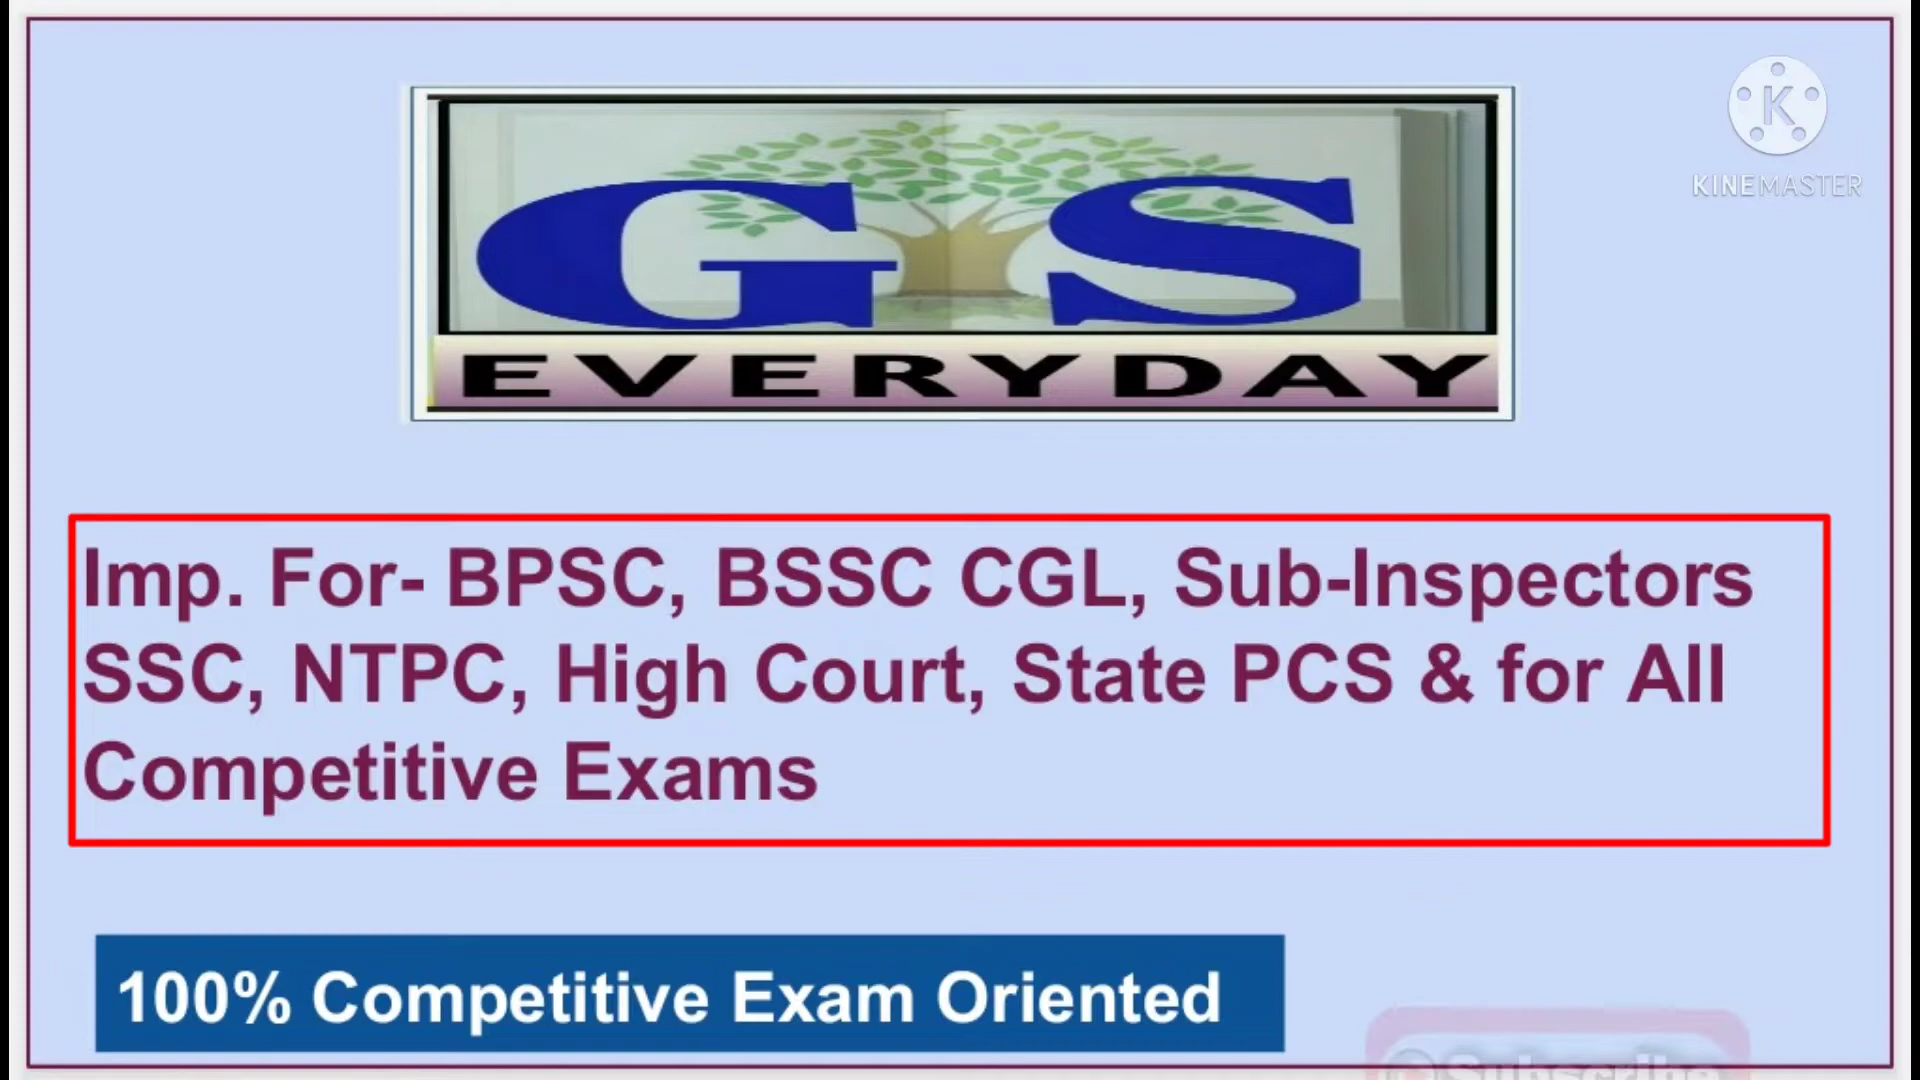 GS
EVERYDAY
K
KINEMASTER
Imp. For- BPSC, BSSC CGL, Sub-Inspectors
SSC, NTPC, High Court, State PCS & for All
Competitive Exams
100% Competitive Exam Oriented
Subscribe